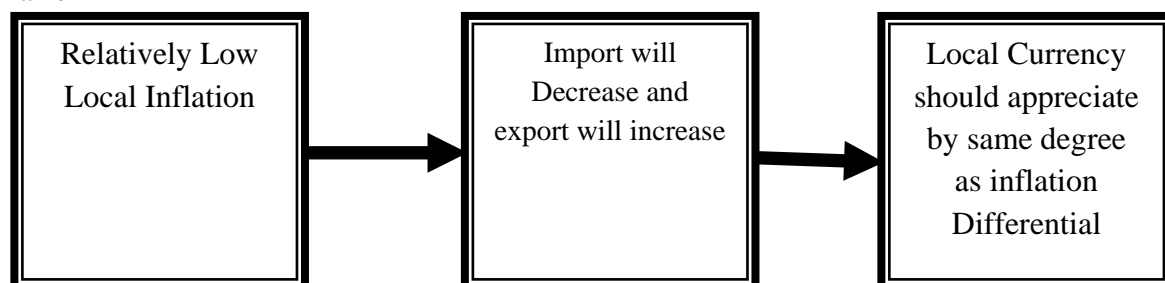 Relatively Low
Local Inflation
Import will
Decrease and
export will increase
Local Currency
should appreciate
by same degree
as inflation
Differential